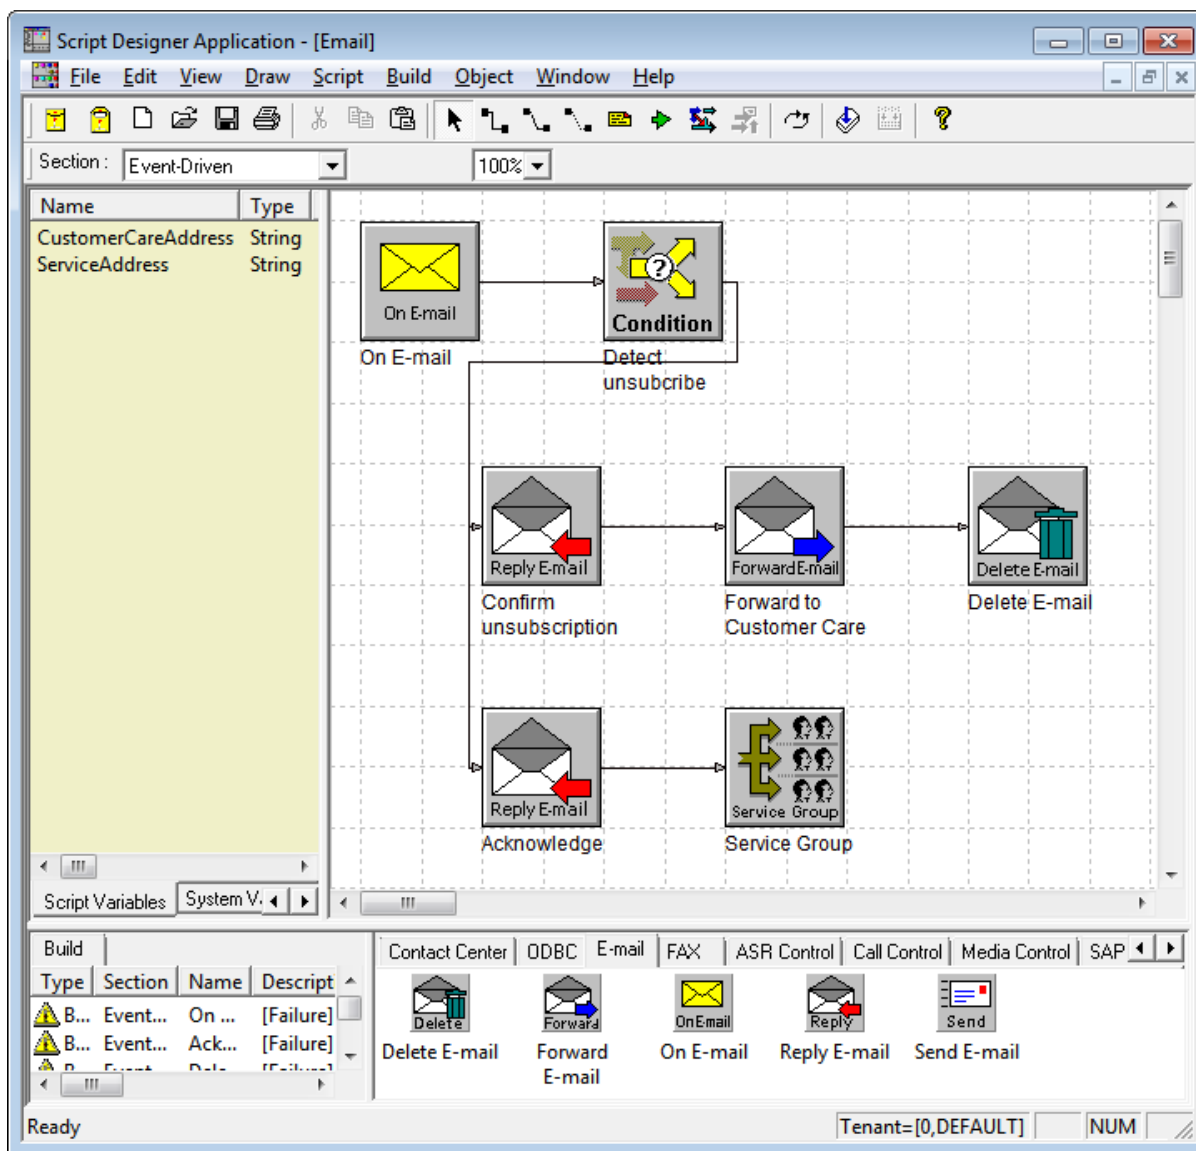 Script Designer Application - [Email]
File Edit View Draw Script Build Object Window Help
Section : Event-Driven 100%
Name Type
CustomerCareAddress String
ServiceAddress String
On E-mail
Condition
On E-mail
Detect
unsubcribe
Reply E-mail
Forward E-mail
Delete E-mail
Confirm
unsubscription
Forward to
Customer Care
Delete E-mail
Reply E-mail
Service Group
Acknowledge
Service Group
Script Variables System V.
Build
Type Section Name Descript
B... Event... On ... [Failure]
B... Event... Ack... [Failure]
Contact Center ODBC E-mail FAX ASR Control Call Control Media Control SAP
Delete
Forward
OnEmail
Reply
Send
Delete E-mail
Forward
E-mail
On E-mail
Reply E-mail
Send E-mail
Ready
Tenant=[0,DEFAULT] NUM